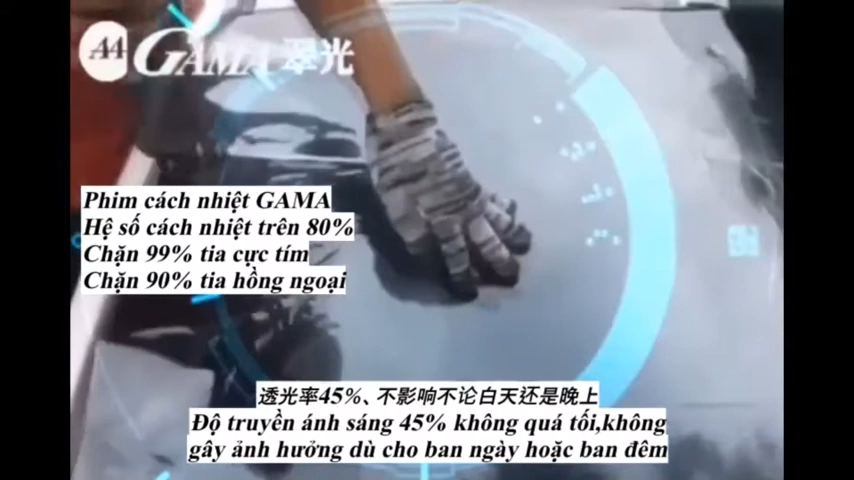 A4 GAMA 翠光
Phim cách nhiệt GAMA
Hệ số cách nhiệt trên 80%
Chặn 99% tia cực tím
Chặn 90% tia hồng ngoại
透光率45%、不影响不论白天还是晚上
Độ truyền ánh sáng 45% không quá tối,không
gây ảnh hưởng dù cho ban ngày hoặc ban đêm